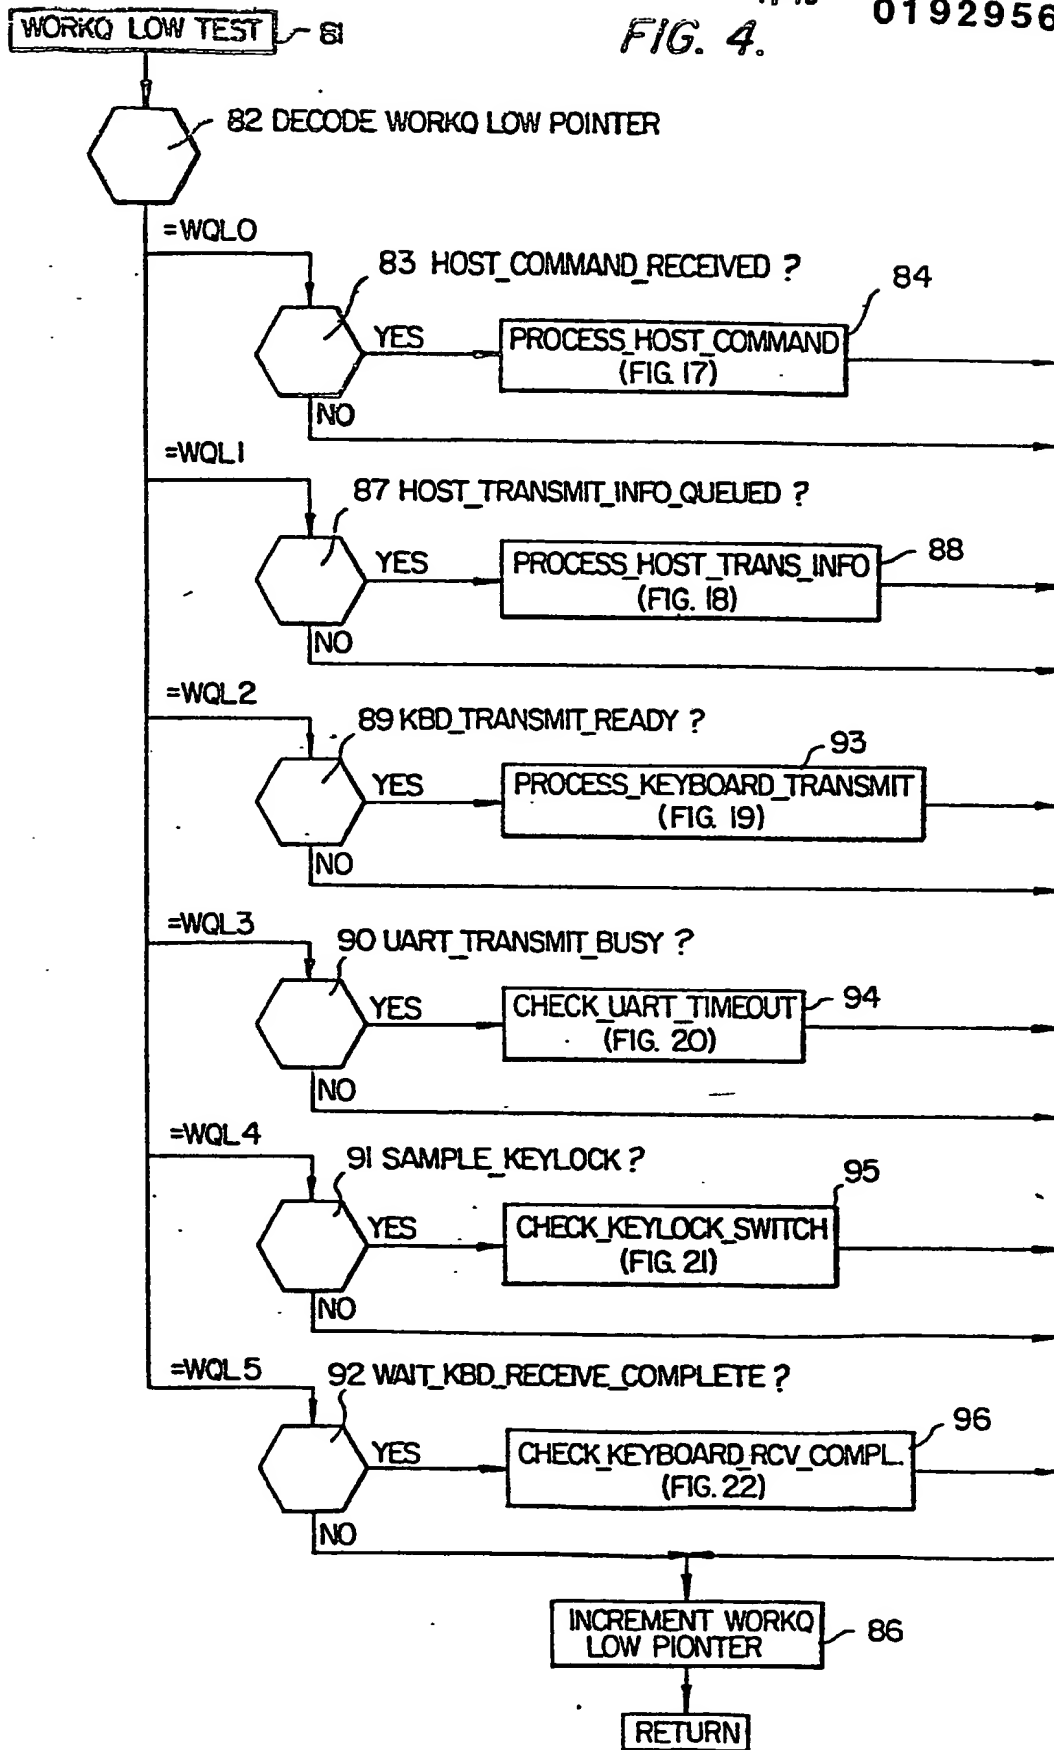 0192956
FIG. 4.
WORKQ LOW TEST 81
82 DECODE WORKQ LOW POINTER
=WQL0
83 HOST_COMMAND_RECEIVED ?
84
YES
PROCESS_HOST_COMMAND
(FIG. 17)
NO
=WQL1
87 HOST_TRANSMIT_INFO_QUEUED ?
YES
PROCESS_HOST_TRANS_INFO
(FIG. 18)
88
NO
=WQL2
89 KBD_TRANSMIT_READY ?
93
YES
PROCESS_KEYBOARD_TRANSMIT
(FIG. 19)
NO
=WQL3
90 UART_TRANSMIT_BUSY ?
YES
CHECK_UART_TIMEOUT
(FIG. 20)
94
NO
=WQL4
91 SAMPLE_KEYLOCK ?
95
YES
CHECK_KEYLOCK_SWITCH
(FIG. 21)
NO
=WQL5
92 WAIT_KBD_RECEIVE_COMPLETE ?
YES
CHECK_KEYBOARD_RCV_COMPL.
(FIG. 22)
96
NO
INCREMENT WORKQ
LOW PIONTER
86
RETURN